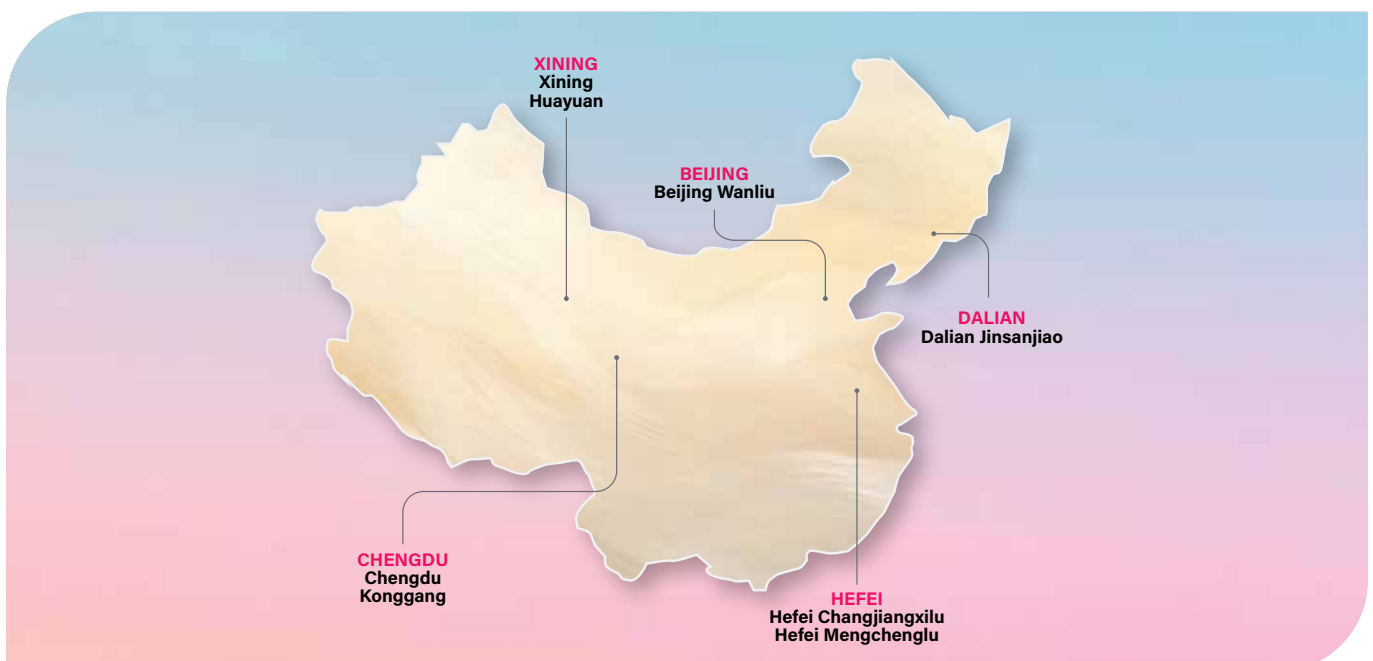 XINING
Xining
Huayuan
BEIJING
Beijing Wanliu
DALIAN
Dalian Jinsanjiao
CHENGDU
Chengdu
Konggang
HEFEI
Hefei Changjiangxilu
Hefei Mengchenglu